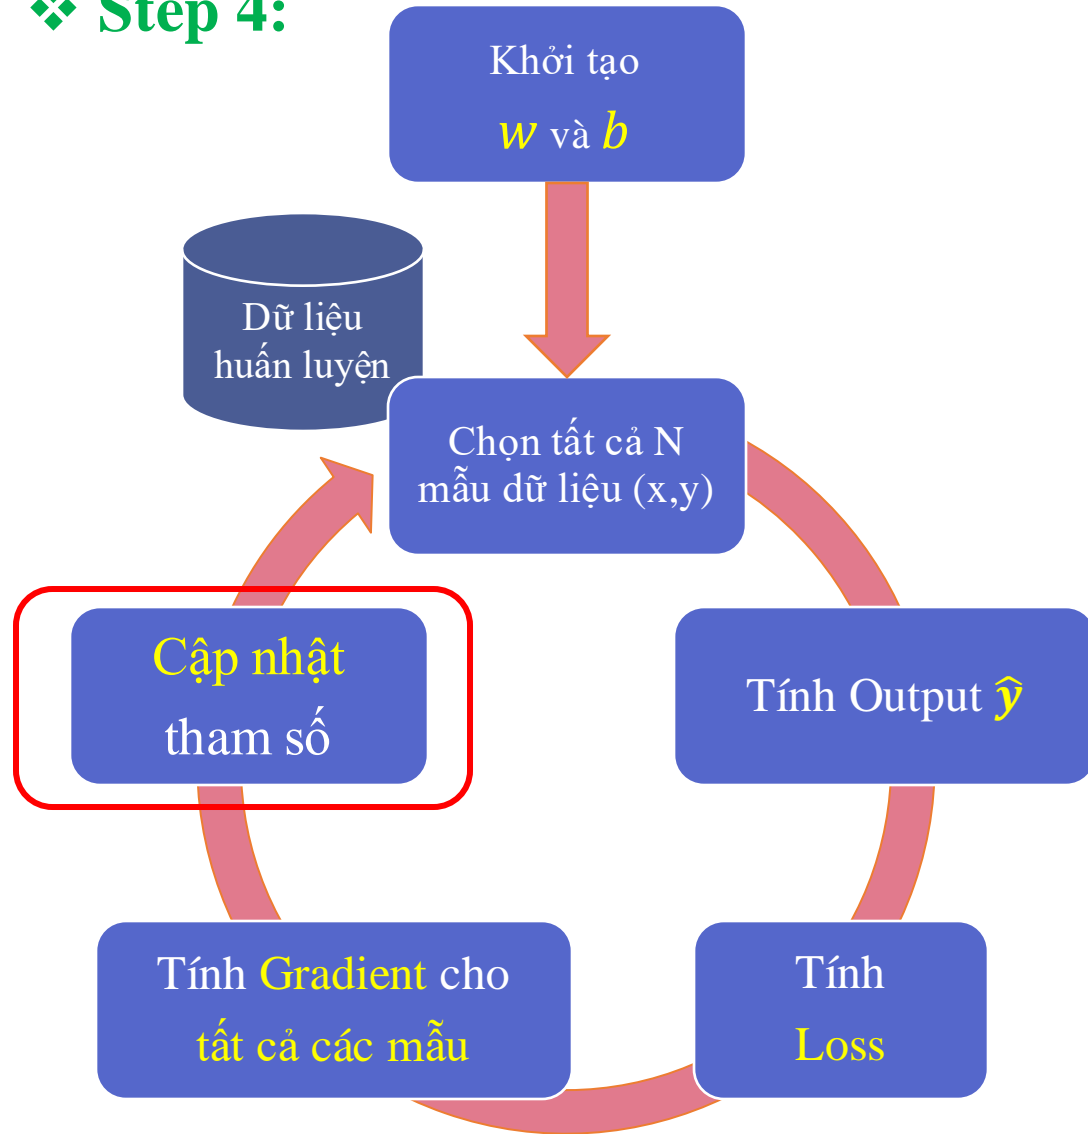 ❖ Step 4:
Khởi tạo
w và b
Dữ liệu
huấn luyện
Chọn tất cả N
mẫu dữ liệu (x,y)
Tính Output ŷ
Tính
Loss
Tính Gradient cho
tất cả các mẫu
Cập nhật
tham số